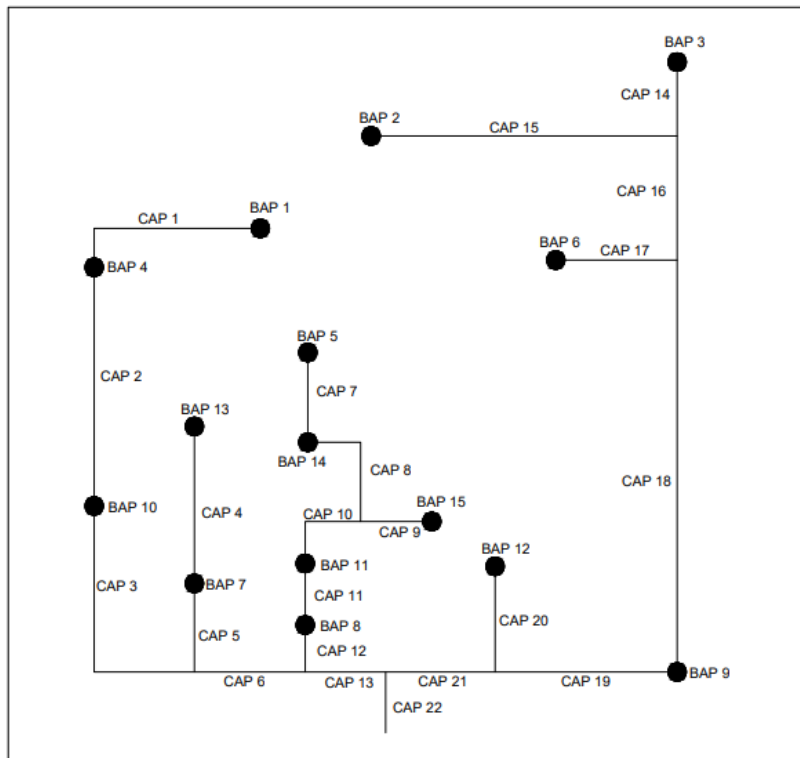 BAP 3
CAP 14
BAP 2
CAP 15
CAP 16
BAP 1
CAP 1
BAP 6
CAP 17
BAP 4
BAP 5
CAP 2
CAP 7
BAP 13
BAP 14
CAP 8
CAP 18
BAP 15
BAP 10
CAP 4
CAP 10
CAP 9
BAP 12
BAP 11
CAP 3
BAP 7
CAP 11
CAP 20
BAP 8
CAP 5
CAP 12
BAP 9
CAP 6
CAP 13
CAP 21
CAP 19
CAP 22